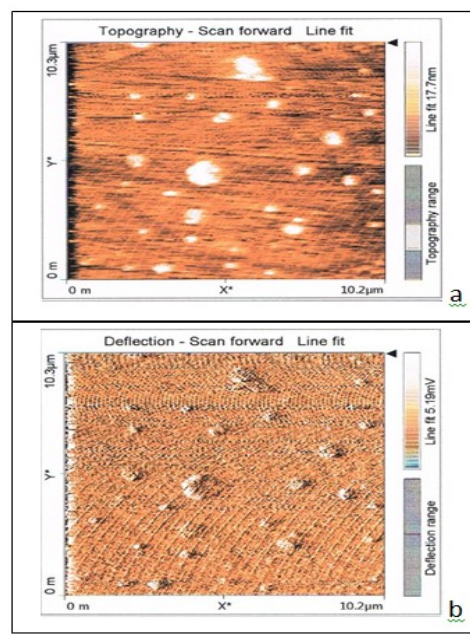 Topography - Scan forward Line fit
10.3µm
Y*
0 m
0 m
X*
10.2µm
Line fit 17.7nm
Topography range
a
Deflection - Scan forward Line fit
10.3µm
Y*
0 m
0 m
X*
10.2µm
Line fit 5.19mV
Deflection range
b